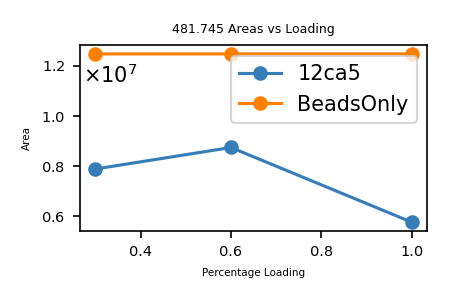 481.745 Areas vs Loading
×10⁷
12ca5
BeadsOnly
Area
1.2
1.0
0.8
0.6
0.4
0.6
0.8
1.0
Percentage Loading